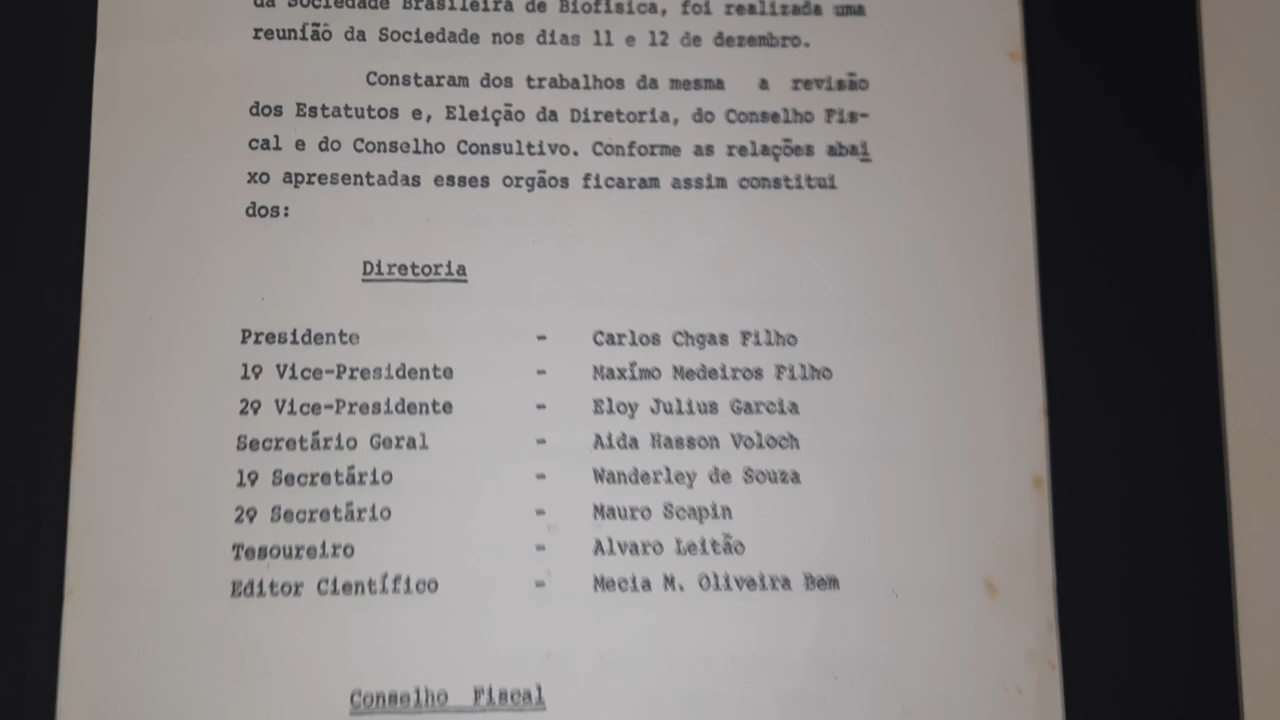 da Sociedade Brasileira de Biofísica, foi realizada uma
reunião da Sociedade nos dias 11 e 12 de dezembro.
Constaram dos trabalhos da mesma a revisão
dos Estatutos e, Eleição da Diretoria, do Conselho Fis-
cal e do Conselho Consultivo. Conforme as relações abai
xo apresentadas esses orgãos ficaram assim constitui
dos:
Diretoria
Presidente - Carlos Chgas Filho
1º Vice-Presidente - Maxímo Medeiros Filho
2º Vice-Presidente - Eloy Julius Garcia
Secretário Geral - Aida Hasson Voloch
1º Secretário - Wanderley de Souza
2º Secretário - Mauro Scapin
Tesoureiro - Alvaro Leitão
Editor Científico - Mecia M. Oliveira Bem
Conselho Fiscal